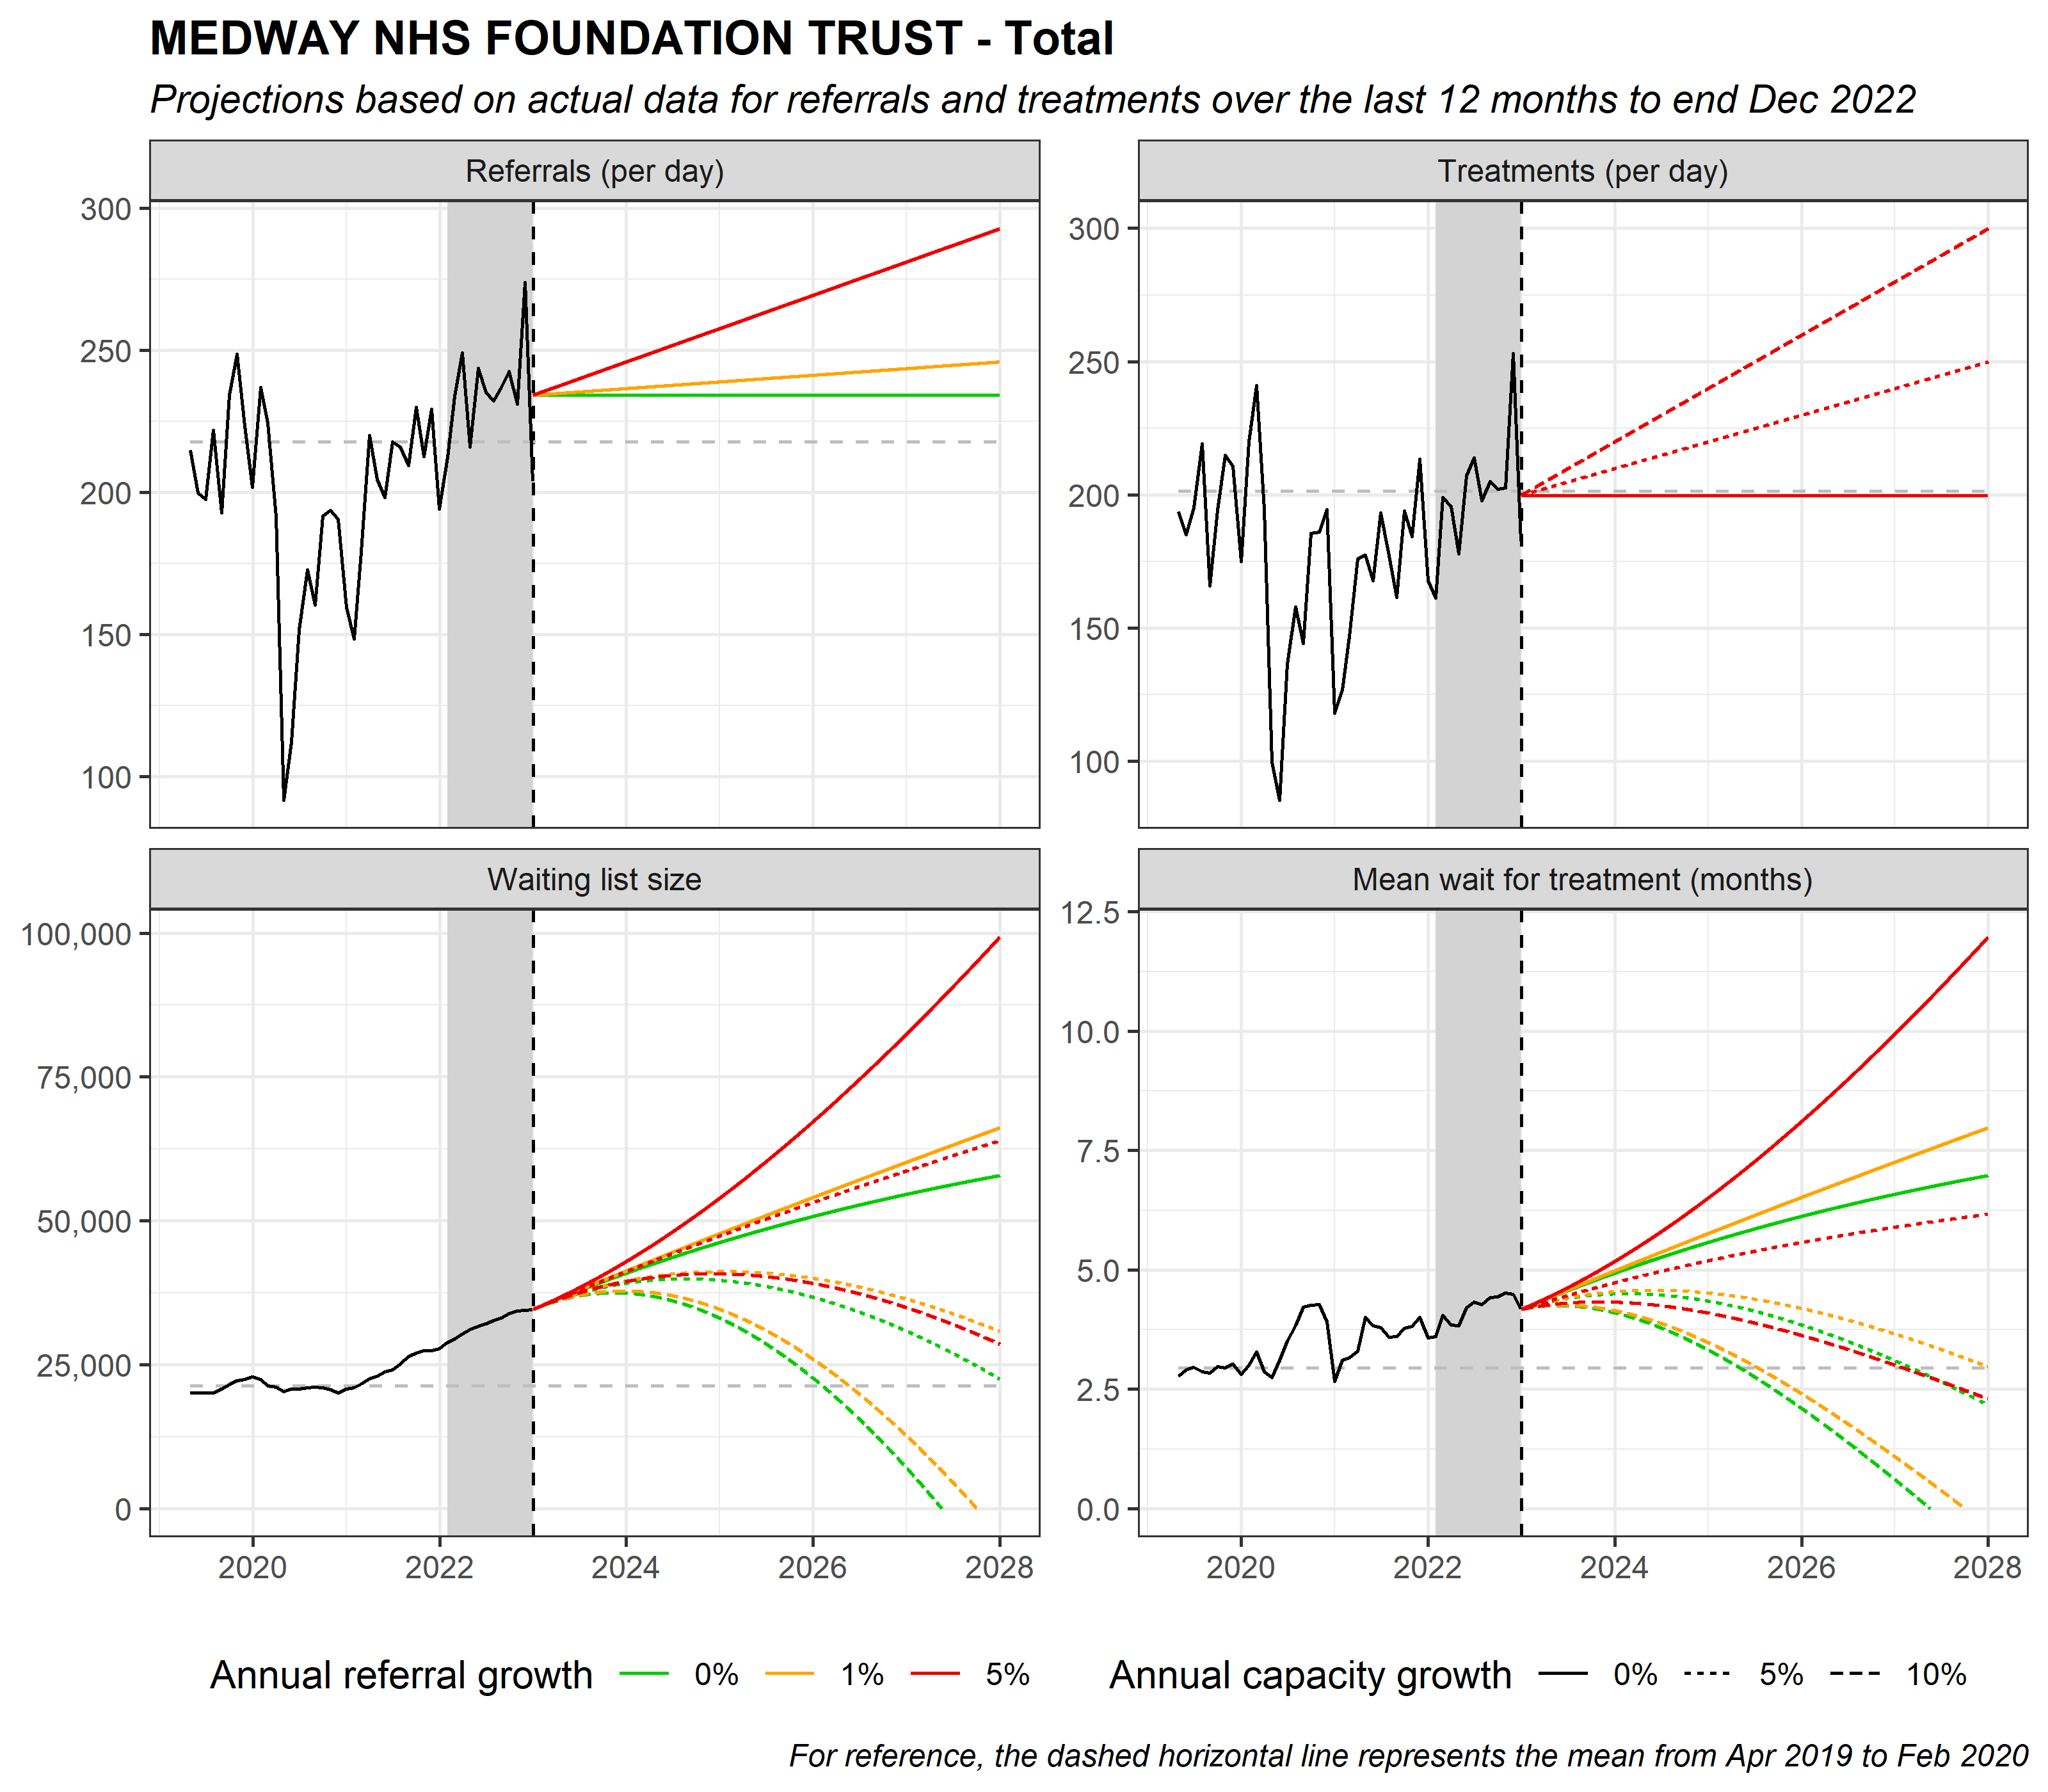 MEDWAY NHS FOUNDATION TRUST - Total
Projections based on actual data for referrals and treatments over the last 12 months to end Dec 2022
Referrals (per day)
300
250
200
150
100
Treatments (per day)
300
250
200
150
100
Waiting list size
100,000
75,000
50,000
25,000
0
2020 2022 2024 2026 2028
Mean wait for treatment (months)
12.5
10.0
7.5
5.0
2.5
0.0
2020 2022 2024 2026 2028
Annual referral growth 0% 1% 5%
Annual capacity growth 0% 5% 10%
For reference, the dashed horizontal line represents the mean from Apr 2019 to Feb 2020